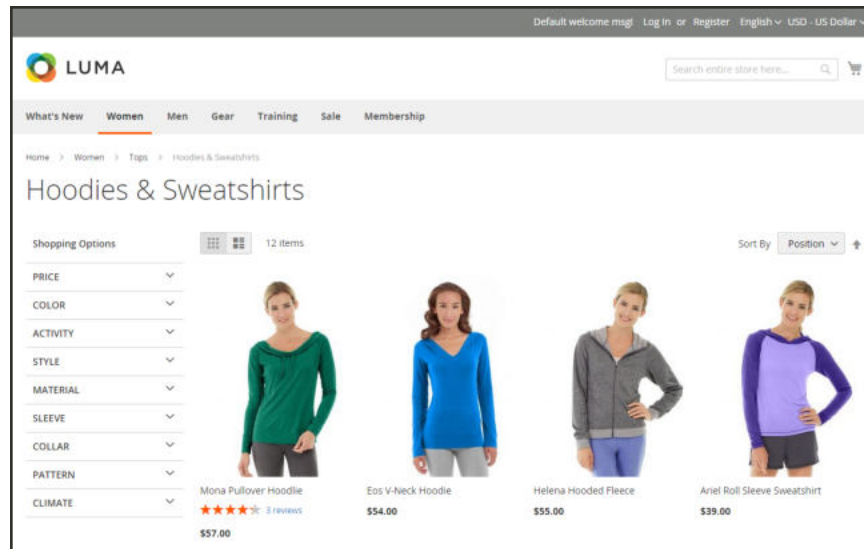 Default welcome msg! Log In or Register English USD - US Dollar
LUMA
Search entire store here...
What's New Women Men Gear Training Sale Membership
Home > Women > Tops > Hoodies & Sweatshirts
Hoodies & Sweatshirts
Shopping Options
12 items
Sort By Position
PRICE
COLOR
ACTIVITY
STYLE
MATERIAL
SLEEVE
COLLAR
PATTERN
CLIMATE
Mona Pullover Hoodlie
3 reviews
$57.00
Eos V-Neck Hoodie
$54.00
Helena Hooded Fleece
$55.00
Ariel Roll Sleeve Sweatshirt
$39.00